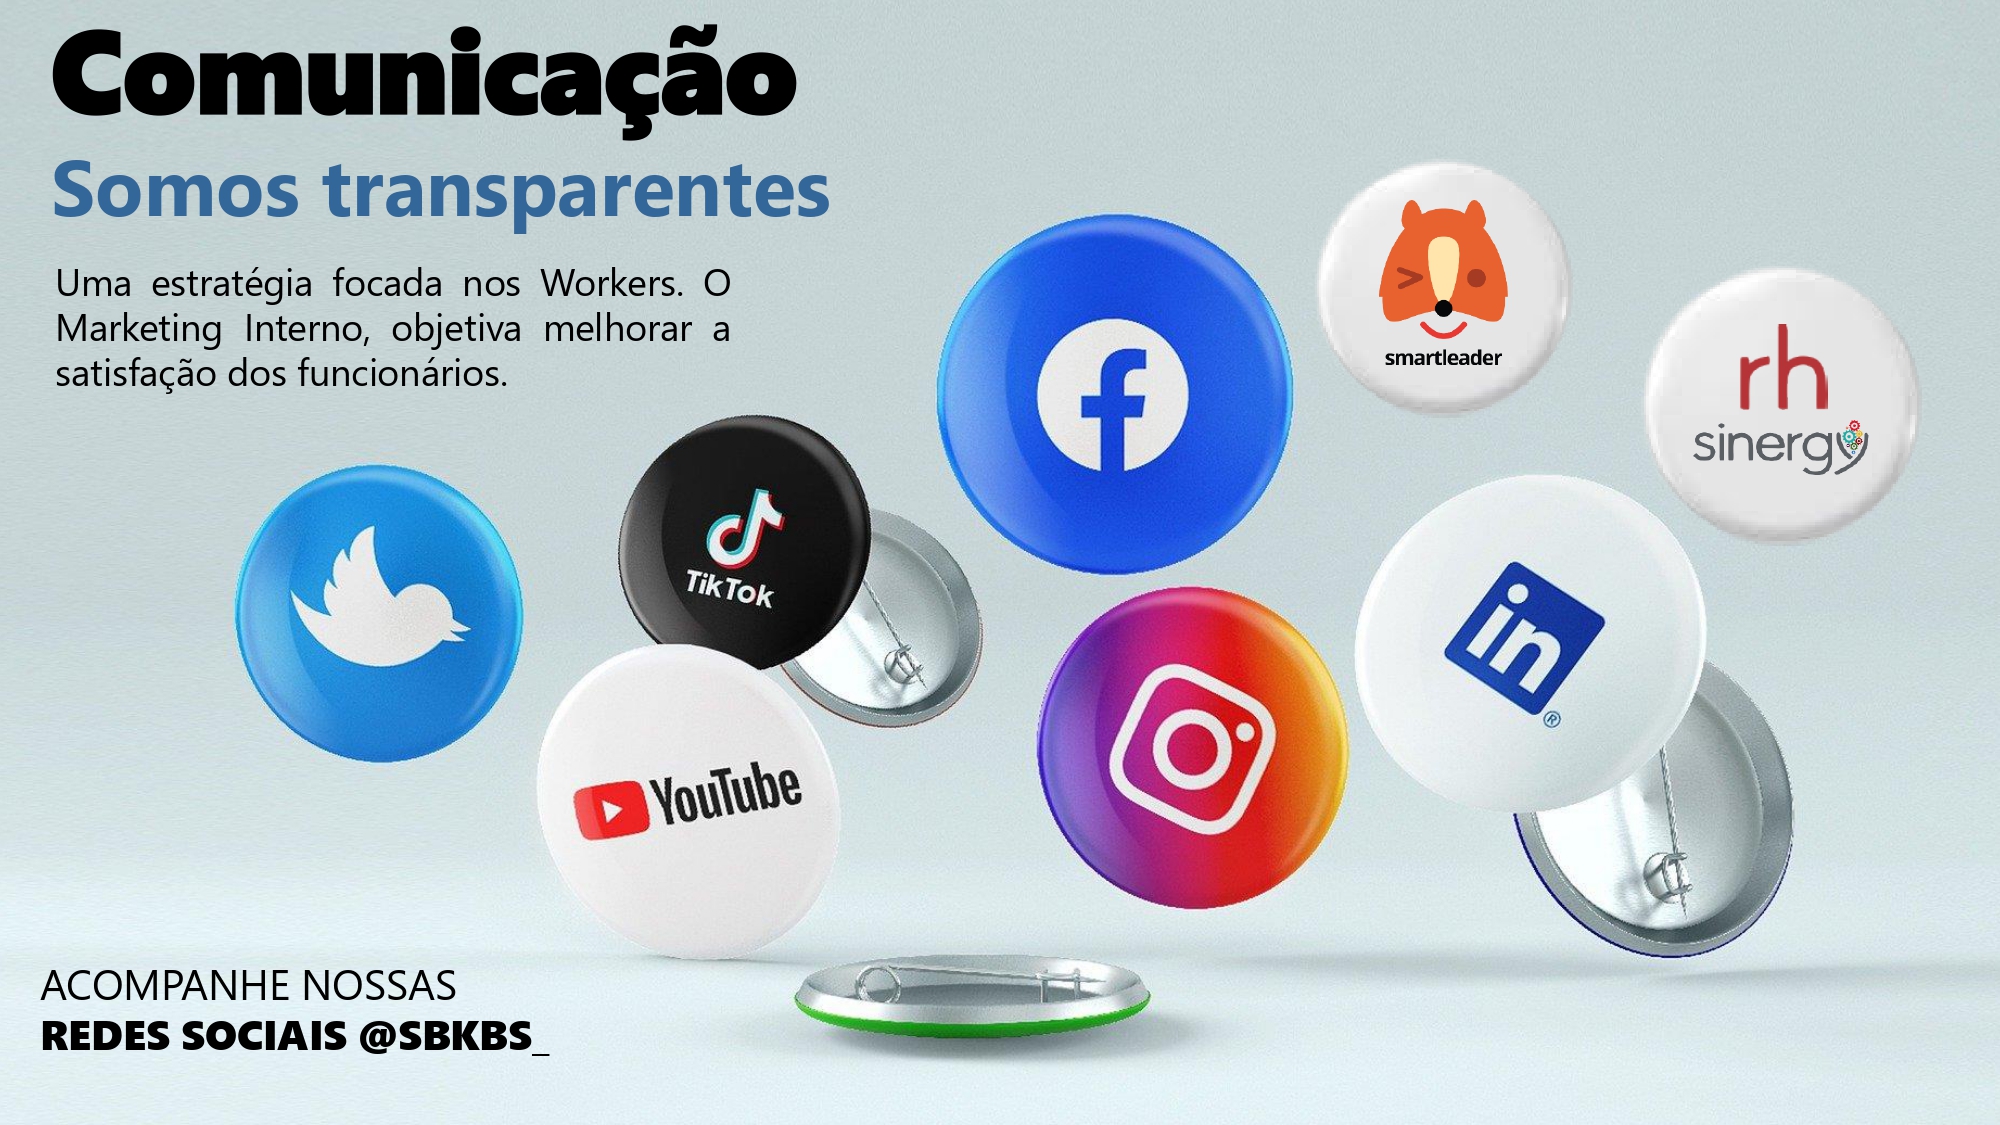 Comunicação
Somos transparentes
Uma estratégia focada nos Workers. O
Marketing Interno, objetiva melhorar a
satisfação dos funcionários.
smartleader
rh
sinergy
TikTok
in
®
YouTube
ACOMPANHE NOSSAS
REDES SOCIAIS @SBKBS_